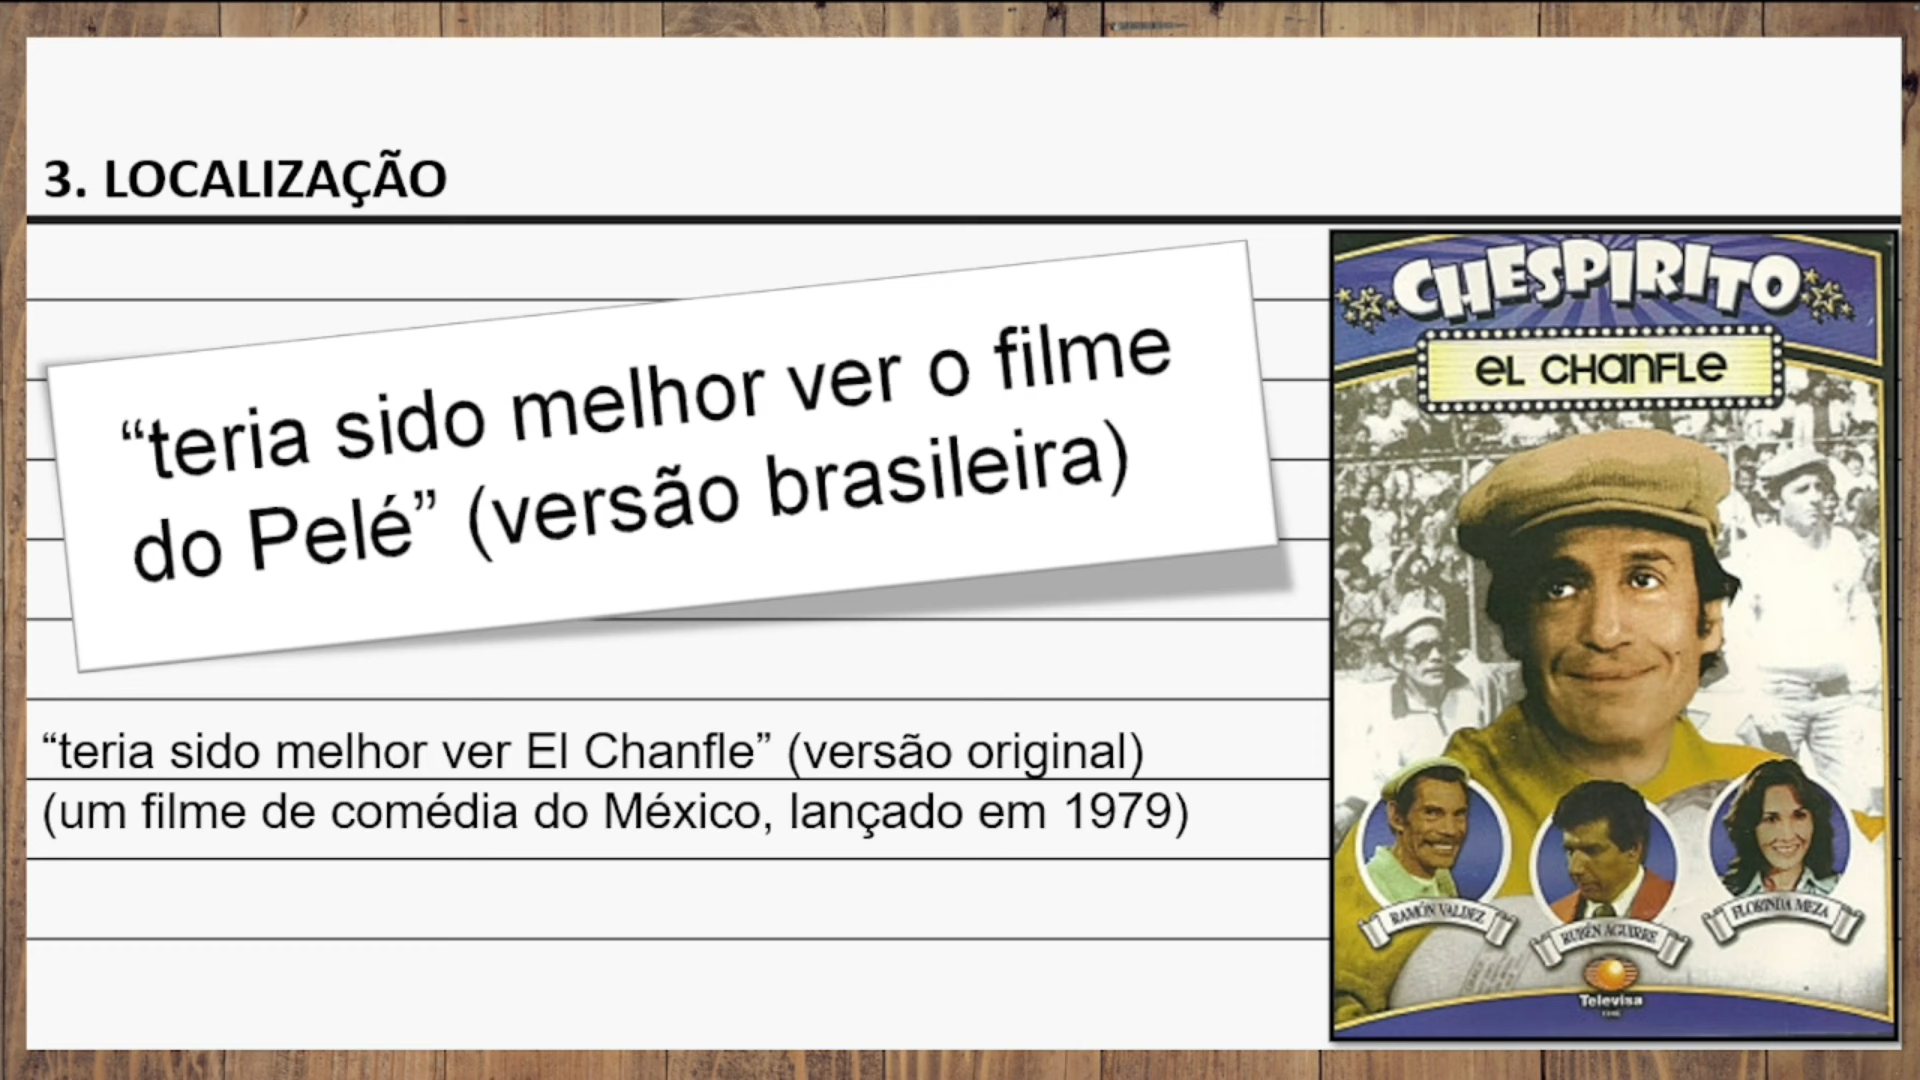 3. LOCALIZAÇÃO
“teria sido melhor ver o filme
do Pelé” (versão brasileira)
“teria sido melhor ver El Chanfle” (versão original)
(um filme de comédia do México, lançado em 1979)
CHESPIRITO
EL CHANFLE
RAMÓN VALDEZ
RUBÉN AGUIRRE
FLORINDA MEZA
Televisa